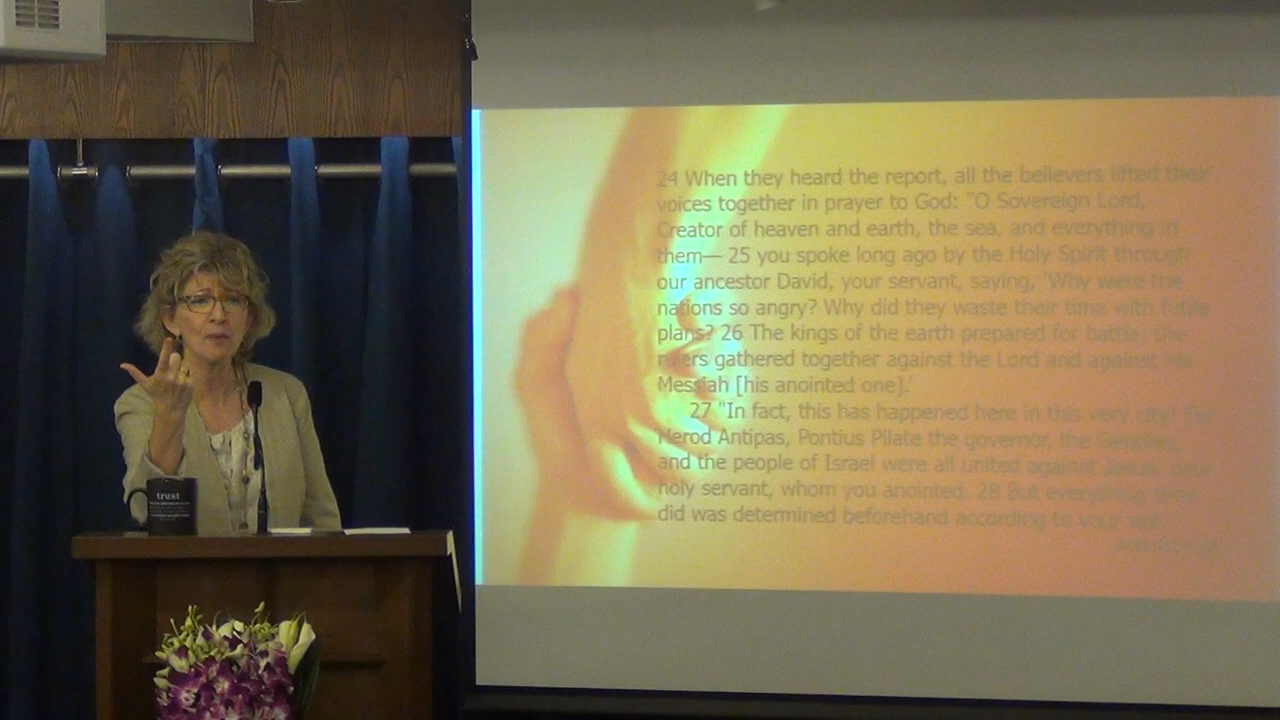 24 When they heard the report, all the believers lifted their
voices together in prayer to God: "O Sovereign Lord,
Creator of heaven and earth, the sea, and everything in
them— 25 you spoke long ago by the Holy Spirit through
our ancestor David, your servant, saying, 'Why were the
nations so angry? Why did they waste their time with futile
plans? 26 The kings of the earth prepared for battle; the
rulers gathered together against the Lord and against his
Messiah [his anointed one].'
27 "In fact, this has happened here in this very city! For
Herod Antipas, Pontius Pilate the governor, the Gentiles,
and the people of Israel were all united against Jesus, your
holy servant, whom you anointed. 28 But everything they
did was determined beforehand according to your will.
trust